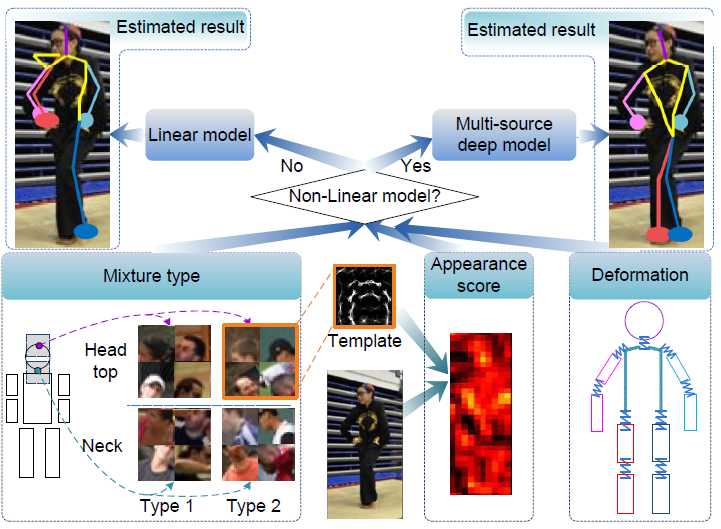 Estimated result
Estimated result
Linear model
Multi-source
deep model
No
Yes
Non-Linear model?
Mixture type
Appearance
score
Deformation
Head
top
Template
Neck
Type 1
Type 2